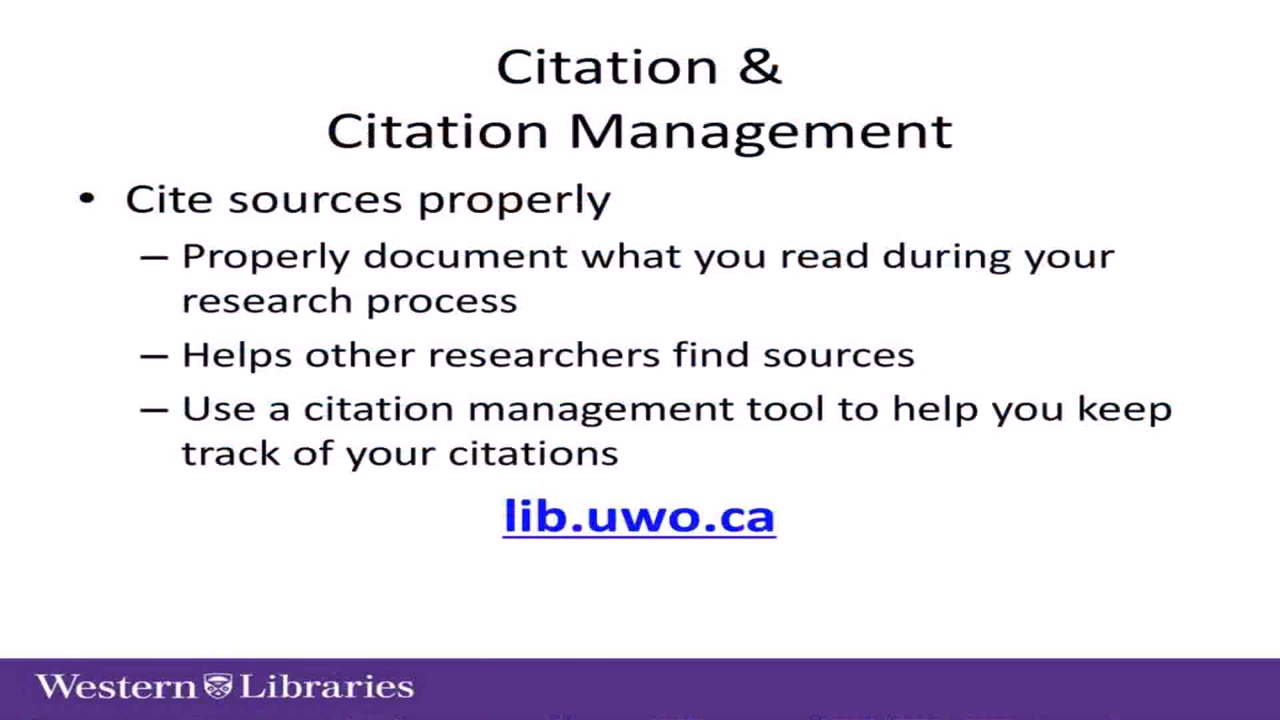 Citation &
Citation Management
• Cite sources properly
– Properly document what you read during your
research process
– Helps other researchers find sources
– Use a citation management tool to help you keep
track of your citations
lib.uwo.ca
Western Libraries